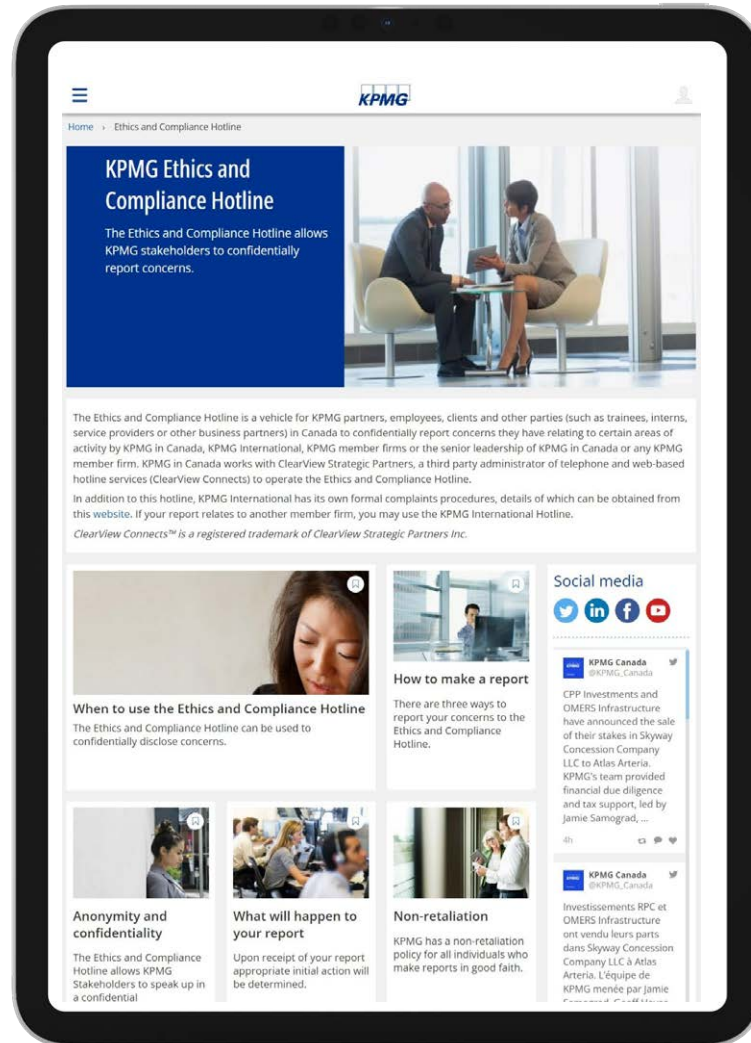 KPMG
Home › Ethics and Compliance Hotline
KPMG Ethics and
Compliance Hotline
The Ethics and Compliance Hotline allows
KPMG stakeholders to confidentially
report concerns.
The Ethics and Compliance Hotline is a vehicle for KPMG partners, employees, clients and other parties (such as trainees, interns,
service providers or other business partners) in Canada to confidentially report concerns they have relating to certain areas of
activity by KPMG in Canada, KPMG International, KPMG member firms or the senior leadership of KPMG in Canada or any KPMG
member firm. KPMG in Canada works with ClearView Strategic Partners, a third party administrator of telephone and web-based
hotline services (ClearView Connects) to operate the Ethics and Compliance Hotline.
In addition to this hotline, KPMG International has its own formal complaints procedures, details of which can be obtained from
this website. If your report relates to another member firm, you may use the KPMG International Hotline.
ClearView Connects™ is a registered trademark of ClearView Strategic Partners Inc.
When to use the Ethics and Compliance Hotline
The Ethics and Compliance Hotline can be used to
confidentially disclose concerns.
How to make a report
There are three ways to
report your concerns to the
Ethics and Compliance
Hotline.
Anonymity and
confidentiality
The Ethics and Compliance
Hotline allows KPMG
Stakeholders to speak up in
a confidential
What will happen to
your report
Upon receipt of your report
appropriate initial action will
be determined.
Non-retaliation
KPMG has a non-retaliation
policy for all individuals who
make reports in good faith.
Social media
KPMG Canada
@KPMG_Canada
CPP Investments and
OMERS Infrastructure
have announced the sale
of their stakes in Skyway
Concession Company
LLC to Atlas Arteria.
KPMG's team provided
financial due diligence
and tax support, led by
Jamie Samograd, ...
4h
KPMG Canada
@KPMG_Canada
Investissements RPC et
OMERS Infrastructure
ont vendu leurs parts
dans Skyway Concession
Company LLC à Atlas
Arteria. L'équipe de
KPMG menée par Jamie